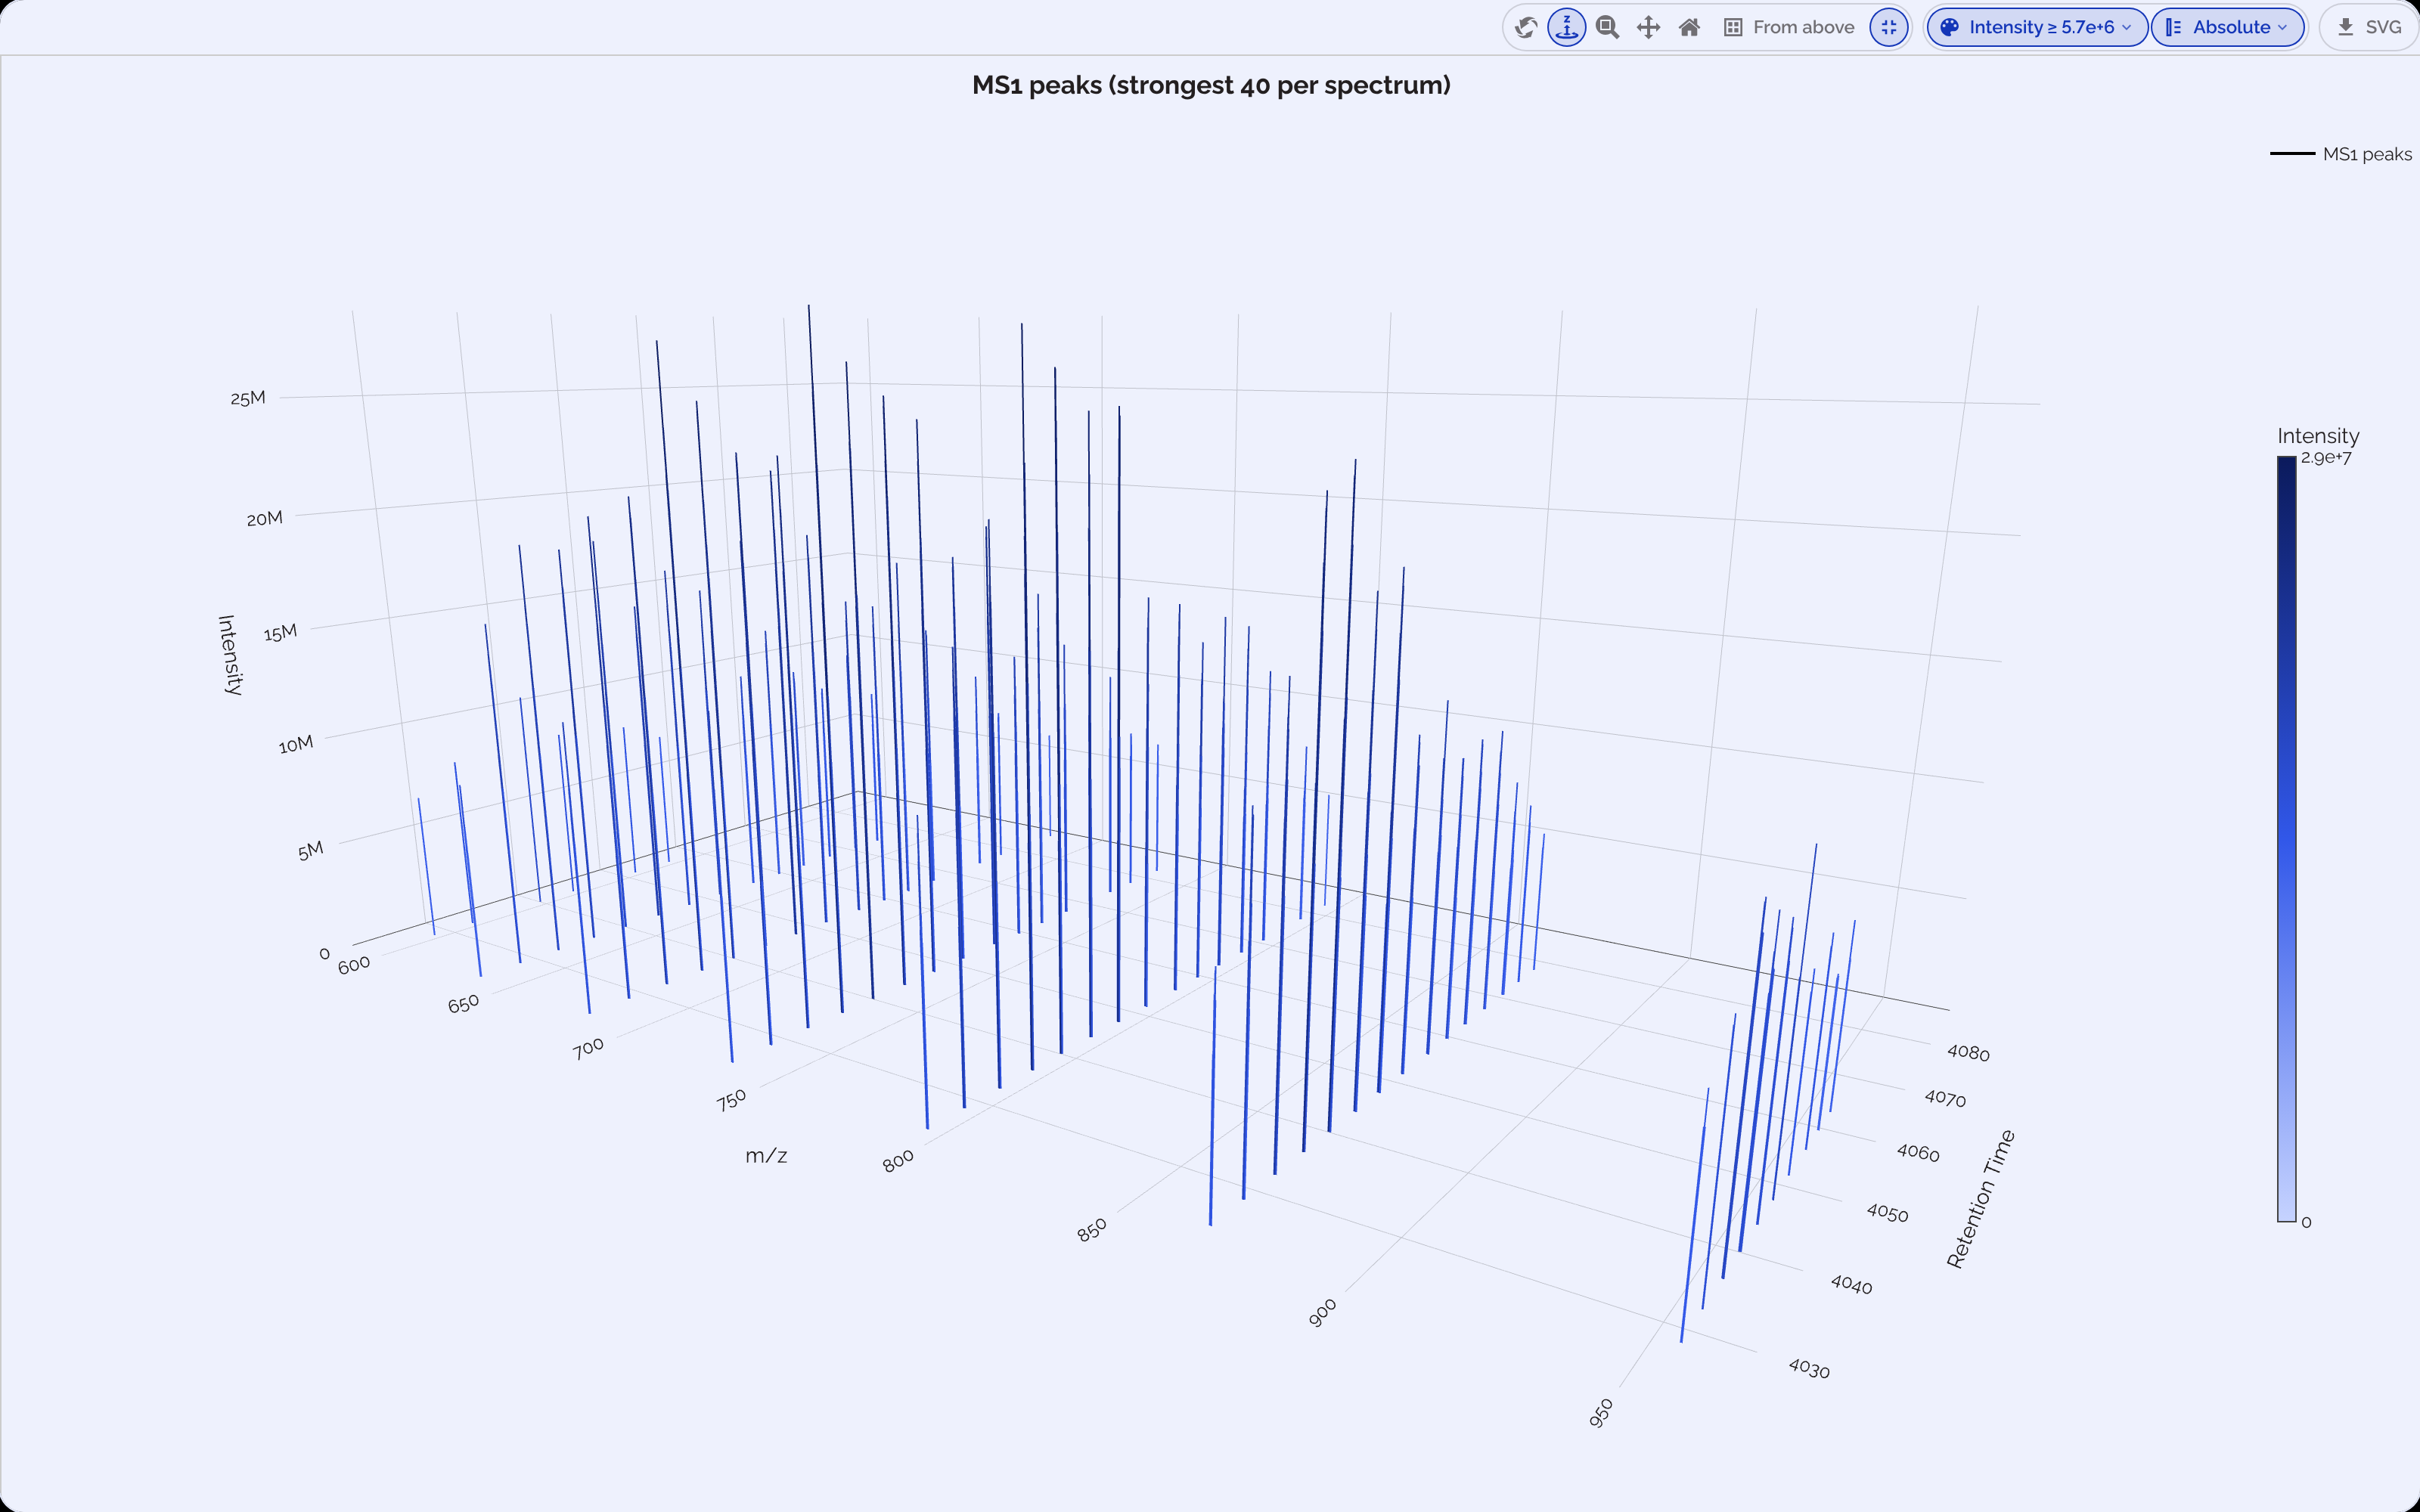 From above
Intensity ≥ 5.7e+6
Absolute
SVG
MS1 peaks (strongest 40 per spectrum)
MS1 peaks
Intensity
2.9e+7
0
25M
20M
15M
10M
5M
0
Intensity
600
650
700
750
800
850
900
950
m/z
4080
4070
4060
4050
4040
4030
Retention Time